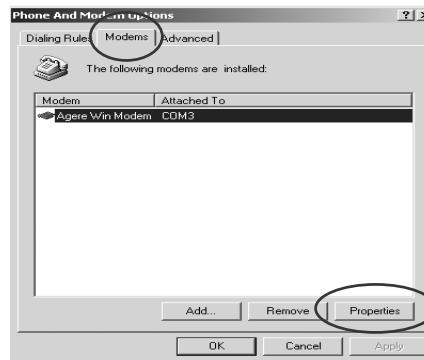 Phone And Modem Options
Dialing Rules Modems Advanced
The following modems are installed:
Modem Attached To
Agere Win Modem COM3
Add... Remove Properties
OK Cancel Apply